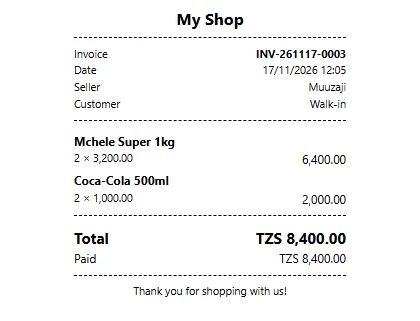 My Shop
Invoice INV-261117-0003
Date 17/11/2026 12:05
Seller Muuzaji
Customer Walk-in
Mchele Super 1kg
2 × 3,200.00 6,400.00
Coca-Cola 500ml
2 × 1,000.00 2,000.00
Total TZS 8,400.00
Paid TZS 8,400.00
Thank you for shopping with us!